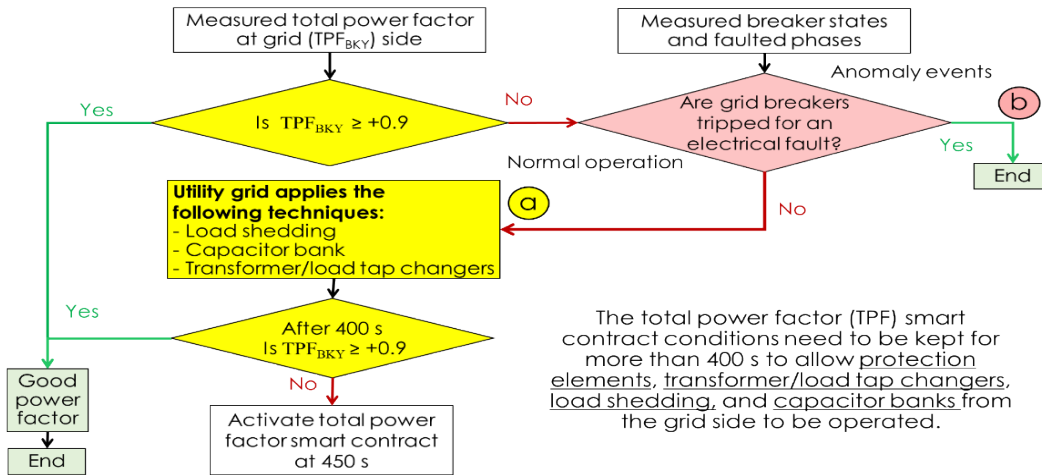 Measured total power factor
at grid (TPFBKY) side
Measured breaker states
and faulted phases
Anomaly events
Yes
Is TPFBKY ≥ +0.9
No
Are grid breakers
tripped for an
electrical fault?
b
Yes
End
Normal operation
No
a
Utility grid applies the
following techniques:
- Load shedding
- Capacitor bank
- Transformer/load tap changers
Yes
After 400 s
Is TPFBKY ≥ +0.9
No
Good
power
factor
End
Activate total power
factor smart contract
at 450 s
The total power factor (TPF) smart
contract conditions need to be kept for
more than 400 s to allow protection
elements, transformer/load tap changers,
load shedding, and capacitor banks from
the grid side to be operated.